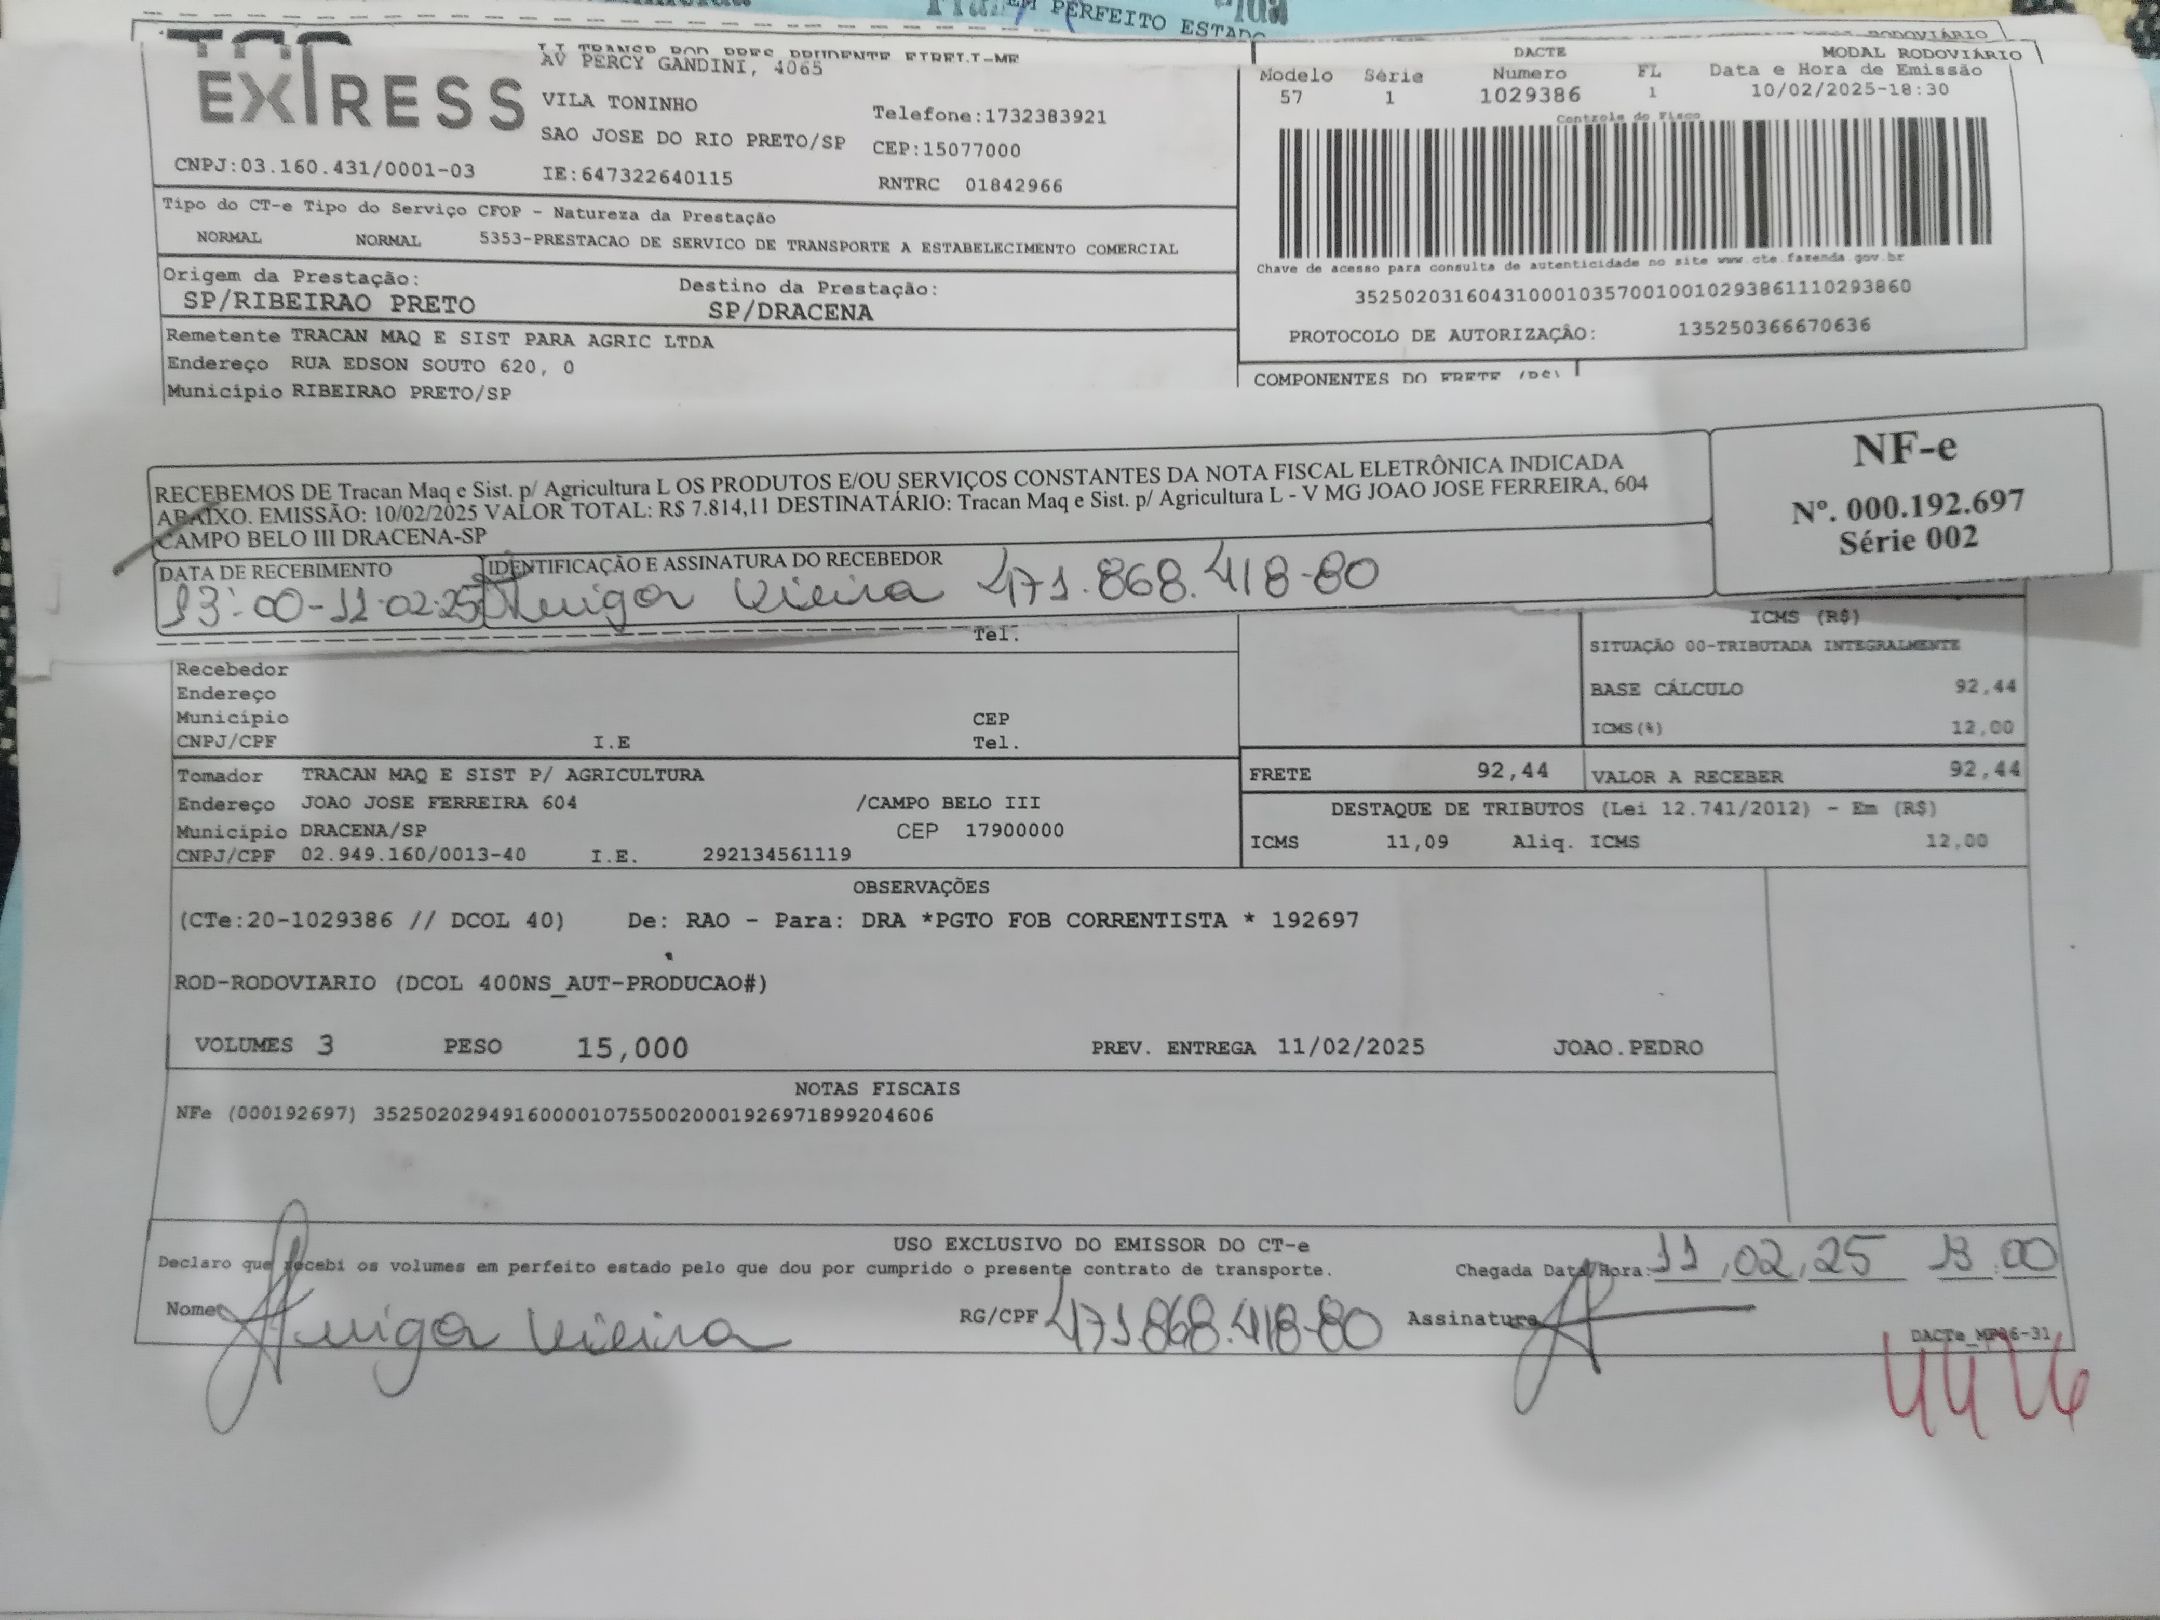 EM PERFEITO ESTADO
RODOVIÁRIO
EXPRESS
AV PERCY GANDINI, 4065
VILA TONINHO
Telefone:1732383921
SAO JOSE DO RIO PRETO/SP CEP:15077000
CNPJ:03.160.431/0001-03 IE:647322640115 RNTRC 01842966
DACTE MODAL RODOVIÁRIO
Modelo Série Numero FL Data e Hora de Emissão
57 1 1029386 1 10/02/2025-18:30
Controle do Fisco
Chave de acesso para consulta de autenticidade no site www.cte.fazenda.gov.br
35250203160431000103570010010293861110293860
PROTOCOLO DE AUTORIZAÇÃO: 135250366670636
Tipo do CT-e Tipo do Serviço CFOP - Natureza da Prestação
NORMAL NORMAL 5353-PRESTACAO DE SERVICO DE TRANSPORTE A ESTABELECIMENTO COMERCIAL
Origem da Prestação: Destino da Prestação:
SP/RIBEIRAO PRETO SP/DRACENA
Remetente TRACAN MAQ E SIST PARA AGRIC LTDA
Endereço RUA EDSON SOUTO 620, 0
Município RIBEIRAO PRETO/SP
COMPONENTES DO FRETE (R$)
RECEBEMOS DE Tracan Maq e Sist. p/ Agricultura L OS PRODUTOS E/OU SERVIÇOS CONSTANTES DA NOTA FISCAL ELETRÔNICA INDICADA
ABAIXO. EMISSÃO: 10/02/2025 VALOR TOTAL: R$ 7.814,11 DESTINATÁRIO: Tracan Maq e Sist. p/ Agricultura L - V MG JOAO JOSE FERREIRA, 604
CAMPO BELO III DRACENA-SP
NF-e
Nº. 000.192.697
Série 002
DATA DE RECEBIMENTO IDENTIFICAÇÃO E ASSINATURA DO RECEBEDOR
13:00-11.02.25 Vieira 471.868.418-80
Tel.
Recebedor
Endereço
Município CEP
CNPJ/CPF I.E Tel.
ICMS (R$)
SITUAÇÃO 00-TRIBUTADA INTEGRALMENTE
BASE CÁLCULO 92,44
ICMS(%) 12,00
FRETE 92,44 VALOR A RECEBER 92,44
Tomador TRACAN MAQ E SIST P/ AGRICULTURA
Endereço JOAO JOSE FERREIRA 604 /CAMPO BELO III
Município DRACENA/SP CEP 17900000
CNPJ/CPF 02.949.160/0013-40 I.E. 292134561119
DESTAQUE DE TRIBUTOS (Lei 12.741/2012) - Em (R$)
ICMS 11,09 Aliq. ICMS 12,00
OBSERVAÇÕES
(CTe:20-1029386 // DCOL 40) De: RAO - Para: DRA *PGTO FOB CORRENTISTA * 192697
ROD-RODOVIARIO (DCOL 400NS_AUT-PRODUCAO#)
VOLUMES 3 PESO 15,000 PREV. ENTREGA 11/02/2025 JOAO.PEDRO
NOTAS FISCAIS
NFe (000192697) 35250202949160000107550020001926971899204606
USO EXCLUSIVO DO EMISSOR DO CT-e
Declaro que recebi os volumes em perfeito estado pelo que dou por cumprido o presente contrato de transporte.
Chegada Data/Hora: 11,02,25 13:00
Nome Vieira RG/CPF 471.868.418-80 Assinatura